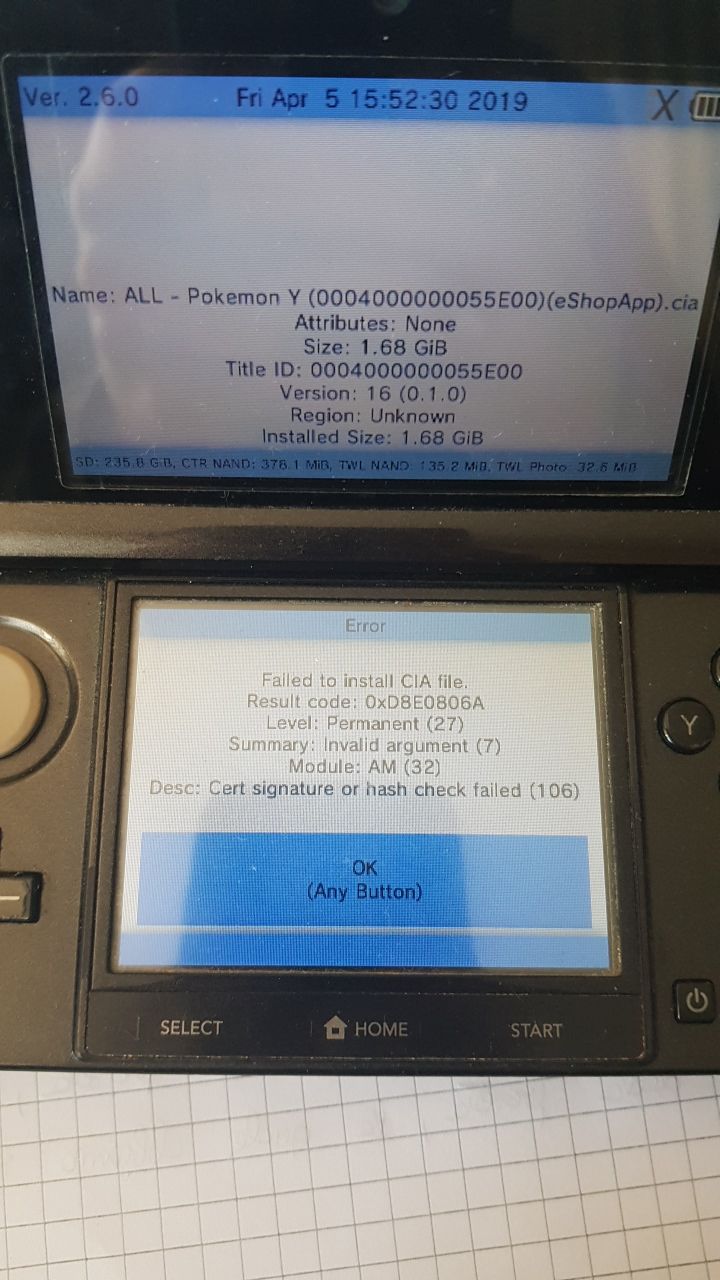 Ver. 2.6.0 Fri Apr 5 15:52:30 2019 X
Name: ALL - Pokemon Y (0004000000055E00)(eShopApp).cia
Attributes: None
Size: 1.68 GiB
Title ID: 0004000000055E00
Version: 16 (0.1.0)
Region: Unknown
Installed Size: 1.68 GiB
SD: 235.8 GiB, CTR NAND: 378.1 MiB, TWL NAND: 135.2 MiB, TWL Photo: 32.6 MiB
Error
Failed to install CIA file.
Result code: 0xD8E0806A
Level: Permanent (27)
Summary: Invalid argument (7)
Module: AM (32)
Desc: Cert signature or hash check failed (106)
OK
(Any Button)
Y
SELECT HOME START